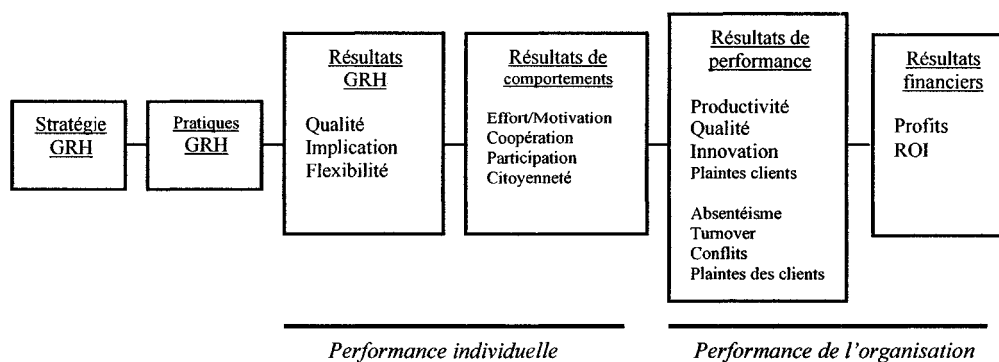 Stratégie
GRH
Pratiques
GRH
Résultats
GRH
Qualité
Implication
Flexibilité
Résultats de
comportements
Effort/Motivation
Coopération
Participation
Citoyenneté
Résultats de
performance
Productivité
Qualité
Innovation
Plaintes clients
Absentéisme
Turnover
Conflits
Plaintes des clients
Résultats
financiers
Profits
ROI
Performance individuelle
Performance de l'organisation